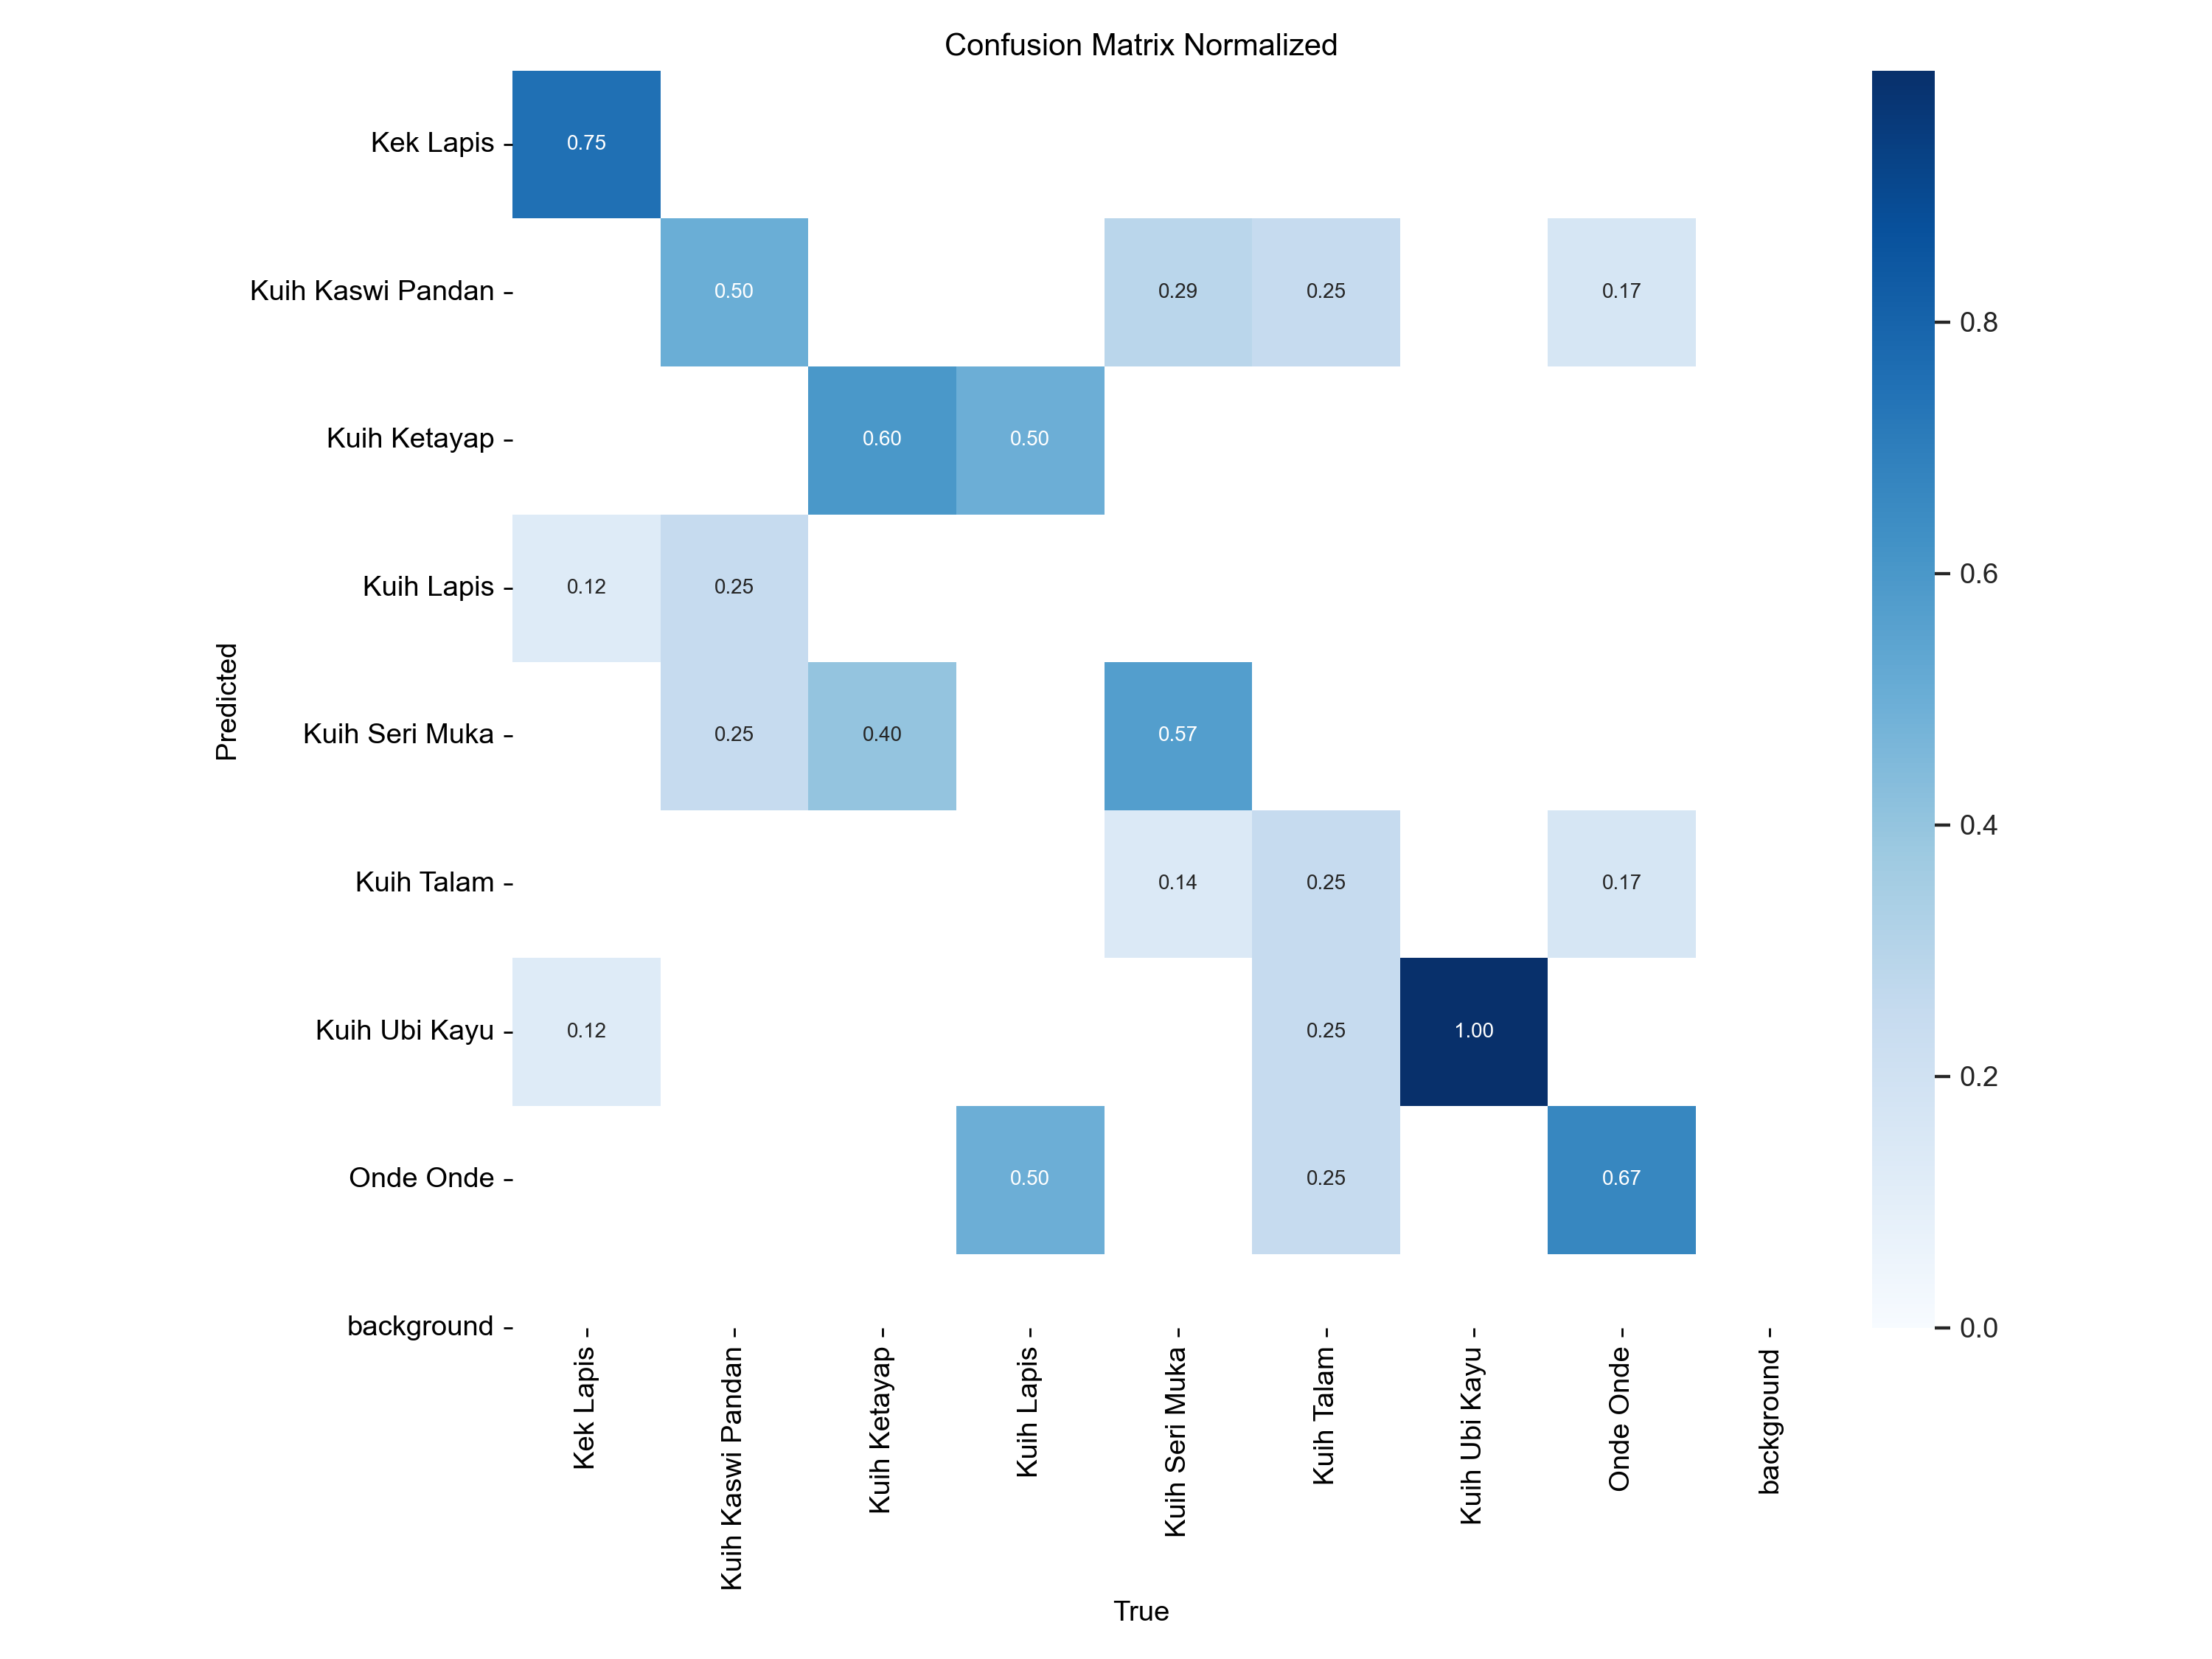 Confusion Matrix Normalized
Kek Lapis
0.75
Kuih Kaswi Pandan
0.50
0.29
0.25
0.17
0.8
Kuih Ketayap
0.60
0.50
Kuih Lapis
0.12
0.25
0.6
Predicted
Kuih Seri Muka
0.25
0.40
0.57
0.4
Kuih Talam
0.14
0.25
0.17
Kuih Ubi Kayu
0.12
0.25
1.00
0.2
Onde Onde
0.50
0.25
0.67
background
0.0
Kek Lapis
Kuih Kaswi Pandan
Kuih Ketayap
Kuih Lapis
Kuih Seri Muka
Kuih Talam
Kuih Ubi Kayu
Onde Onde
background
True